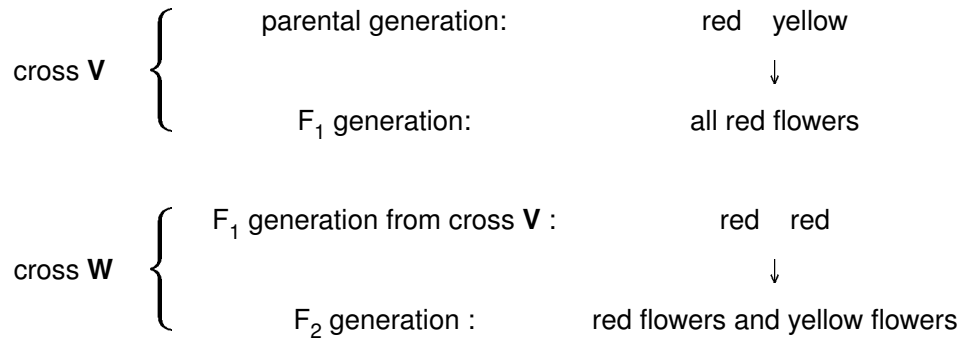 parental generation: red yellow
cross V ↓
F₁ generation: all red flowers
F₁ generation from cross V : red red
cross W ↓
F₂ generation : red flowers and yellow flowers